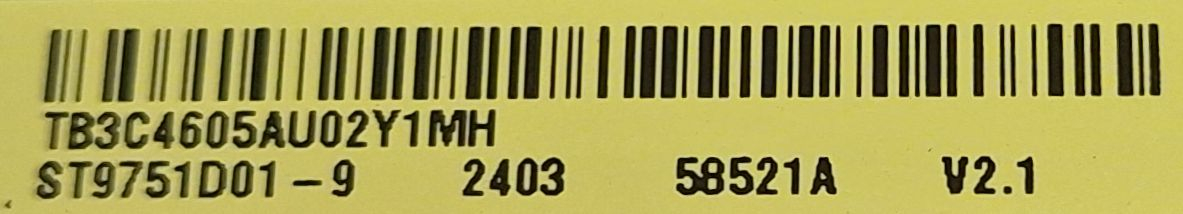 TB3C4605AU02Y1MH
ST9751D01-9 2403 58521A V2.1